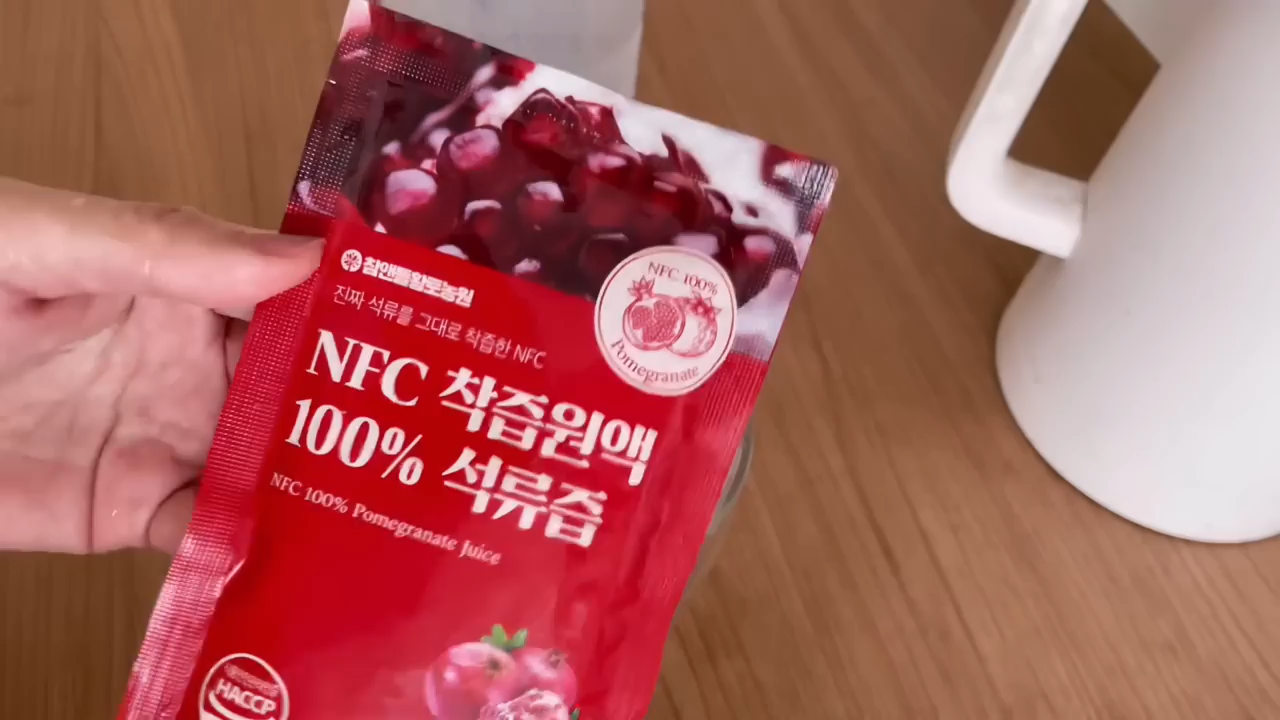 참앤들황토농원
진짜 석류를 그대로 착즙한 NFC
NFC 착즙원액
100% 석류즙
NFC 100% Pomegranate Juice
NFC 100%
Pomegranate
HACCP